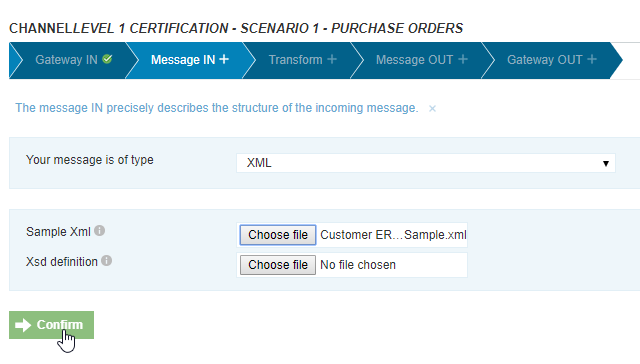 CHANNELLEVEL 1 CERTIFICATION - SCENARIO 1 - PURCHASE ORDERS
Gateway IN Message IN + Transform + Message OUT + Gateway OUT +
The message IN precisely describes the structure of the incoming message. ×
Your message is of type XML
Sample Xml Choose file Customer ER...Sample.xml
Xsd definition Choose file No file chosen
Confirm